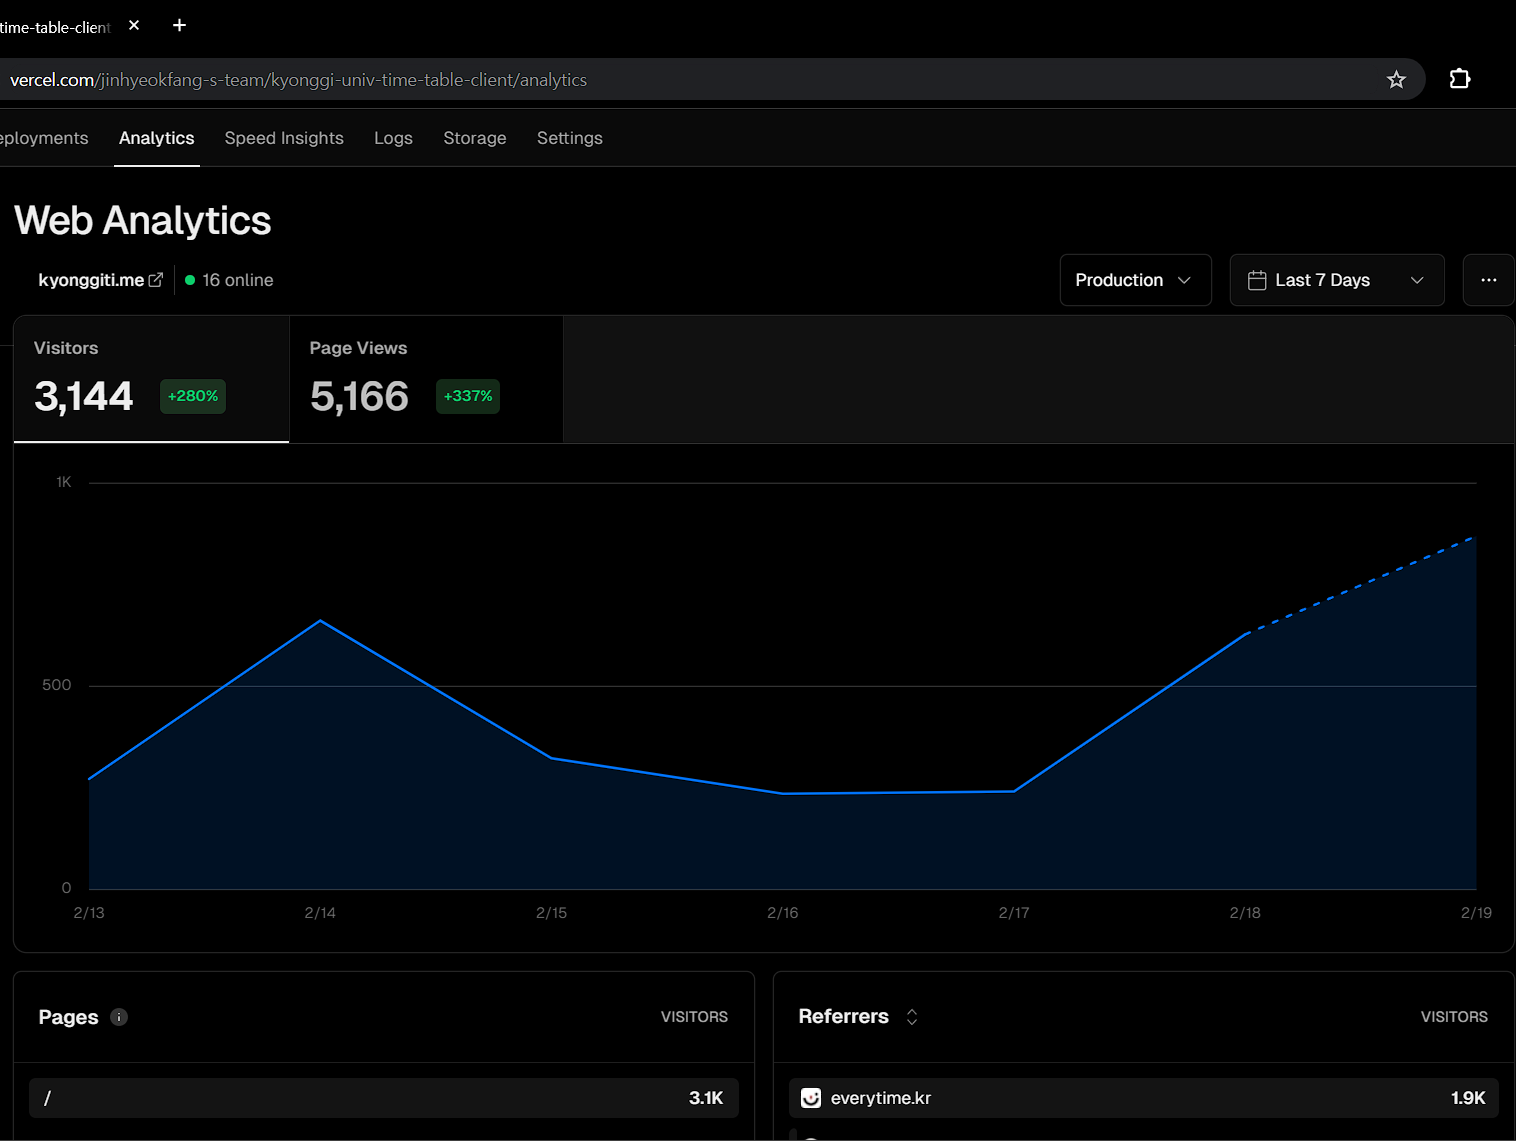 time-table-client
vercel.com/jinhyeokfang-s-team/kyonggi-univ-time-table-client/analytics
eployments Analytics Speed Insights Logs Storage Settings
Web Analytics
kyonggiti.me 16 online
Production Last 7 Days
Visitors Page Views
3,144 +280% 5,166 +337%
1K
500
0
2/13 2/14 2/15 2/16 2/17 2/18 2/19
Pages VISITORS
/ 3.1K
Referrers VISITORS
everytime.kr 1.9K